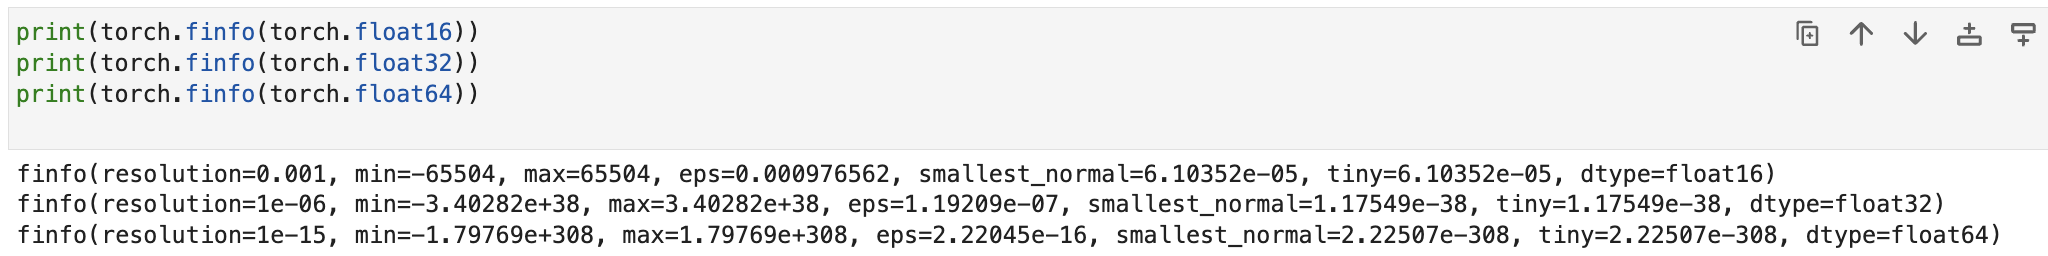 print(torch.finfo(torch.float16))
print(torch.finfo(torch.float32))
print(torch.finfo(torch.float64))
finfo(resolution=0.001, min=-65504, max=65504, eps=0.000976562, smallest_normal=6.10352e-05, tiny=6.10352e-05, dtype=float16)
finfo(resolution=1e-06, min=-3.40282e+38, max=3.40282e+38, eps=1.19209e-07, smallest_normal=1.17549e-38, tiny=1.17549e-38, dtype=float32)
finfo(resolution=1e-15, min=-1.79769e+308, max=1.79769e+308, eps=2.22045e-16, smallest_normal=2.22507e-308, tiny=2.22507e-308, dtype=float64)